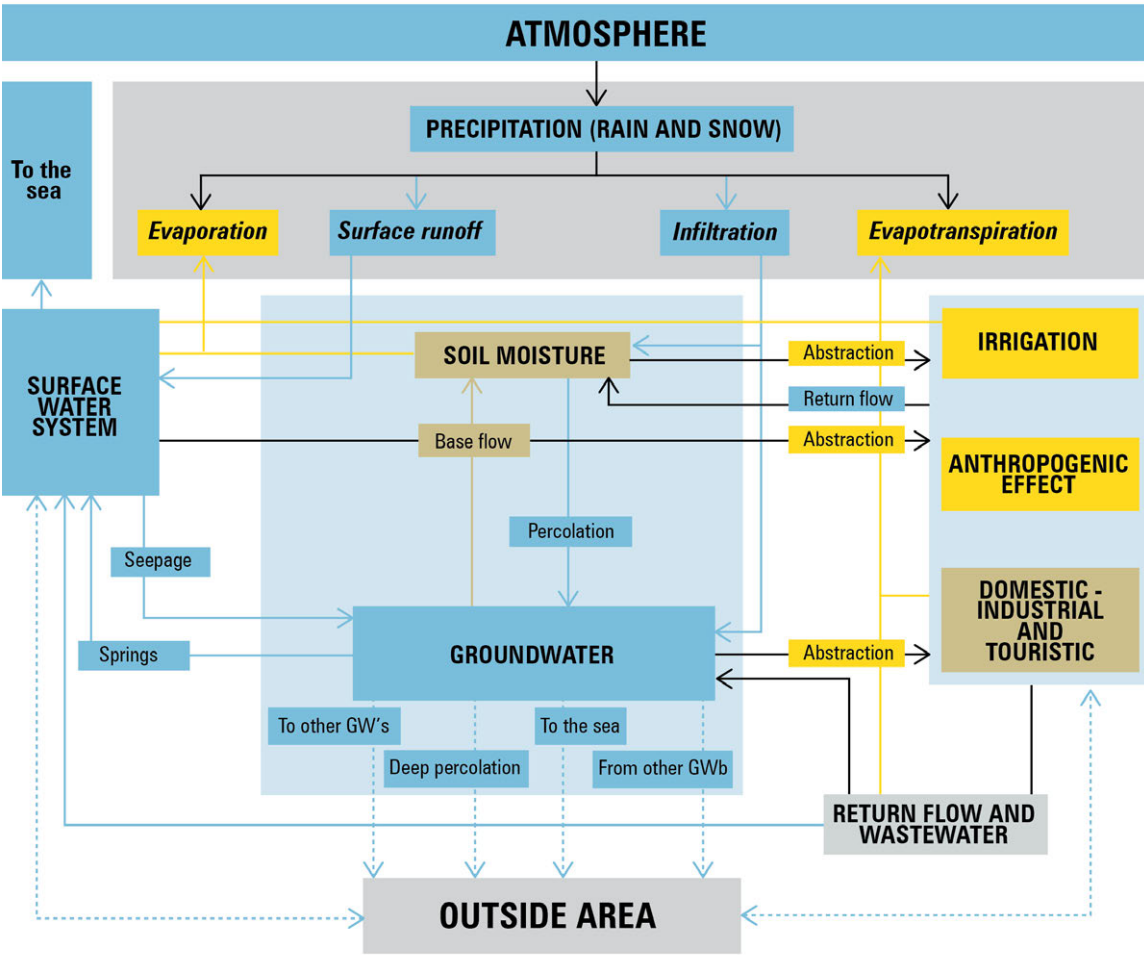 ATMOSPHERE
PRECIPITATION (RAIN AND SNOW)
To the
sea
Evaporation
Surface runoff
Infiltration
Evapotranspiration
SURFACE
WATER
SYSTEM
SOIL MOISTURE
Abstraction
IRRIGATION
Return flow
Base flow
Abstraction
ANTHROPOGENIC
EFFECT
Percolation
Seepage
DOMESTIC -
INDUSTRIAL
AND
TOURISTIC
Springs
GROUNDWATER
Abstraction
To other GW's
To the sea
Deep percolation
From other GWb
RETURN FLOW AND
WASTEWATER
OUTSIDE AREA